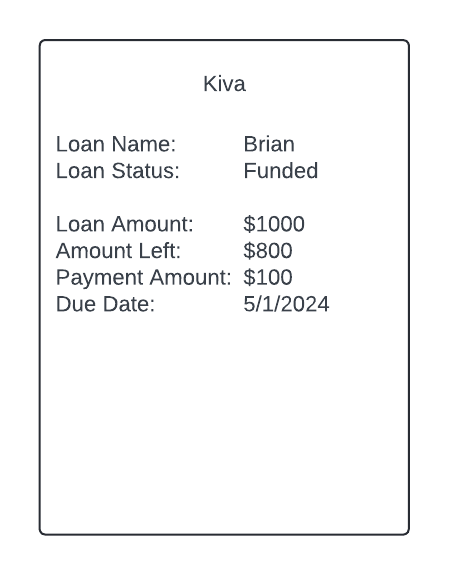 Kiva
Loan Name: Brian
Loan Status: Funded
Loan Amount: $1000
Amount Left: $800
Payment Amount: $100
Due Date: 5/1/2024